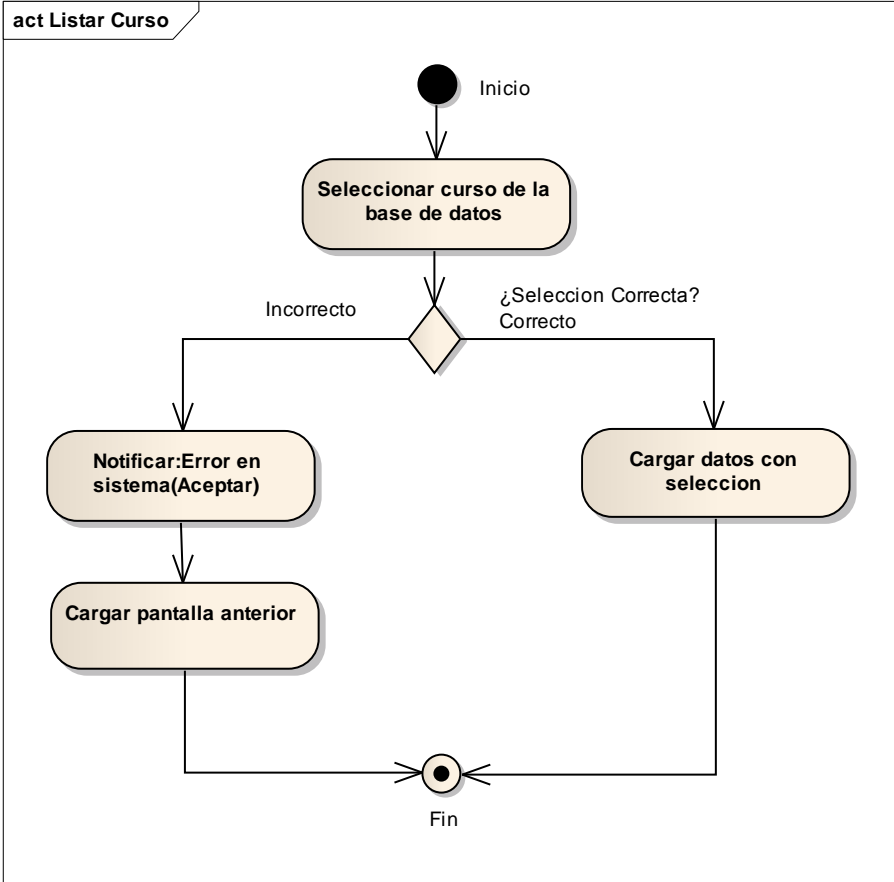 act Listar Curso
Inicio
Seleccionar curso de la
base de datos
¿Seleccion Correcta?
Incorrecto
Correcto
Notificar:Error en
sistema(Aceptar)
Cargar datos con
seleccion
Cargar pantalla anterior
Fin